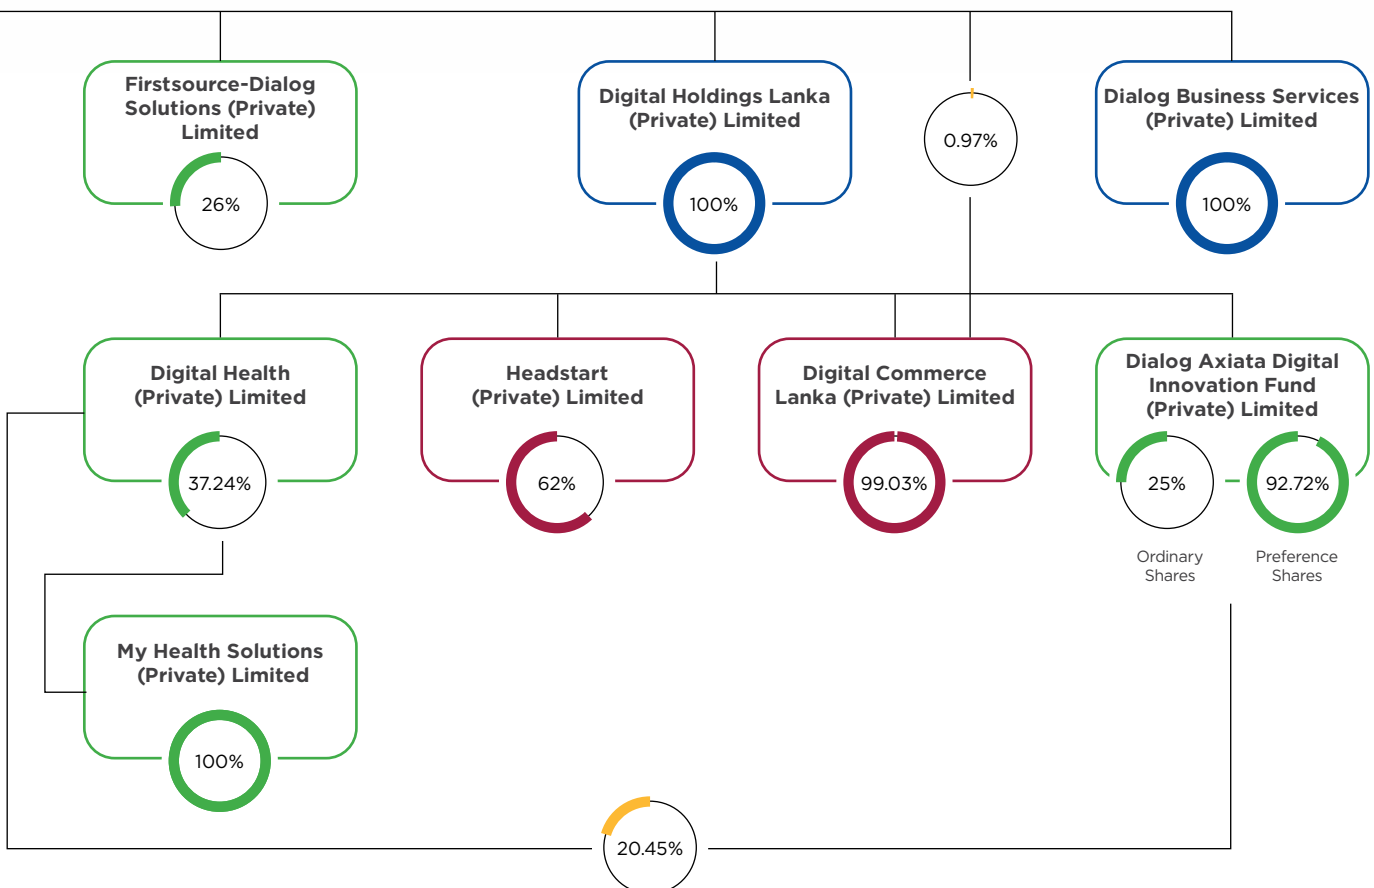 Firstsource-Dialog
Solutions (Private)
Limited
26%
Digital Holdings Lanka
(Private) Limited
100%
0.97%
Dialog Business Services
(Private) Limited
100%
Digital Health
(Private) Limited
37.24%
Headstart
(Private) Limited
62%
Digital Commerce
Lanka (Private) Limited
99.03%
Dialog Axiata Digital
Innovation Fund
(Private) Limited
25%
92.72%
Ordinary
Shares
Preference
Shares
My Health Solutions
(Private) Limited
100%
20.45%